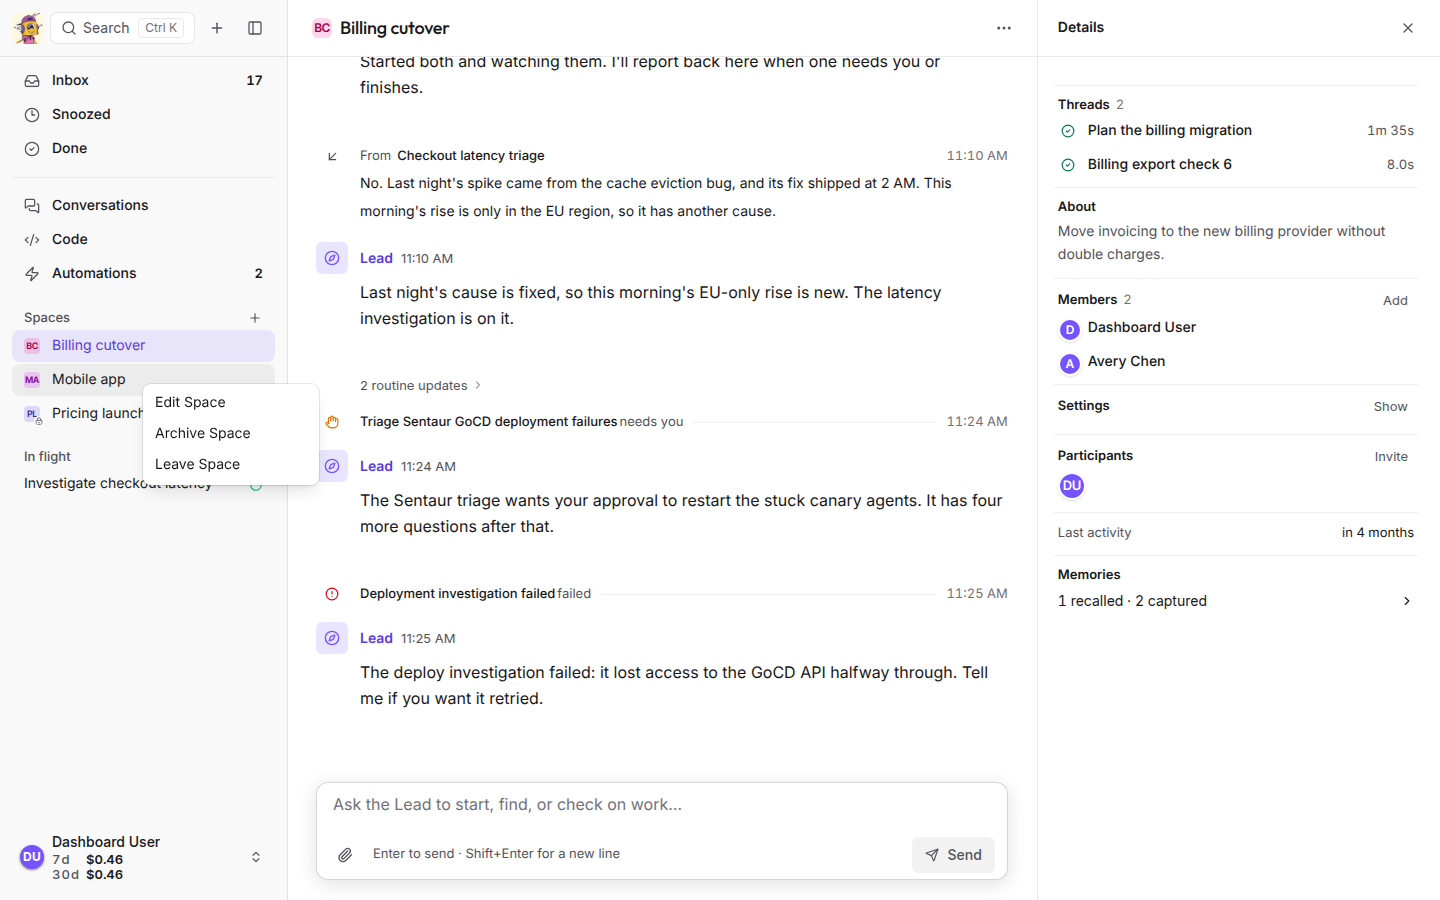 Search Ctrl K
Inbox 17
Snoozed
Done
Conversations
Code
Automations 2
Spaces
BC Billing cutover
MA Mobile app
PL Pricing launch
Edit Space
Archive Space
Leave Space
In flight
Investigate checkout latency
DU Dashboard User
7d $0.46
30d $0.46
BC Billing cutover
Started both and watching them. I'll report back here when one needs you or
finishes.
From Checkout latency triage 11:10 AM
No. Last night's spike came from the cache eviction bug, and its fix shipped at 2 AM. This
morning's rise is only in the EU region, so it has another cause.
Lead 11:10 AM
Last night's cause is fixed, so this morning's EU-only rise is new. The latency
investigation is on it.
2 routine updates
Triage Sentaur GoCD deployment failures needs you 11:24 AM
Lead 11:24 AM
The Sentaur triage wants your approval to restart the stuck canary agents. It has four
more questions after that.
Deployment investigation failed failed 11:25 AM
Lead 11:25 AM
The deploy investigation failed: it lost access to the GoCD API halfway through. Tell
me if you want it retried.
Ask the Lead to start, find, or check on work...
Enter to send · Shift+Enter for a new line
Send
Details
Threads 2
Plan the billing migration 1m 35s
Billing export check 6 8.0s
About
Move invoicing to the new billing provider without
double charges.
Members 2 Add
D Dashboard User
A Avery Chen
Settings Show
Participants Invite
DU
Last activity in 4 months
Memories
1 recalled · 2 captured